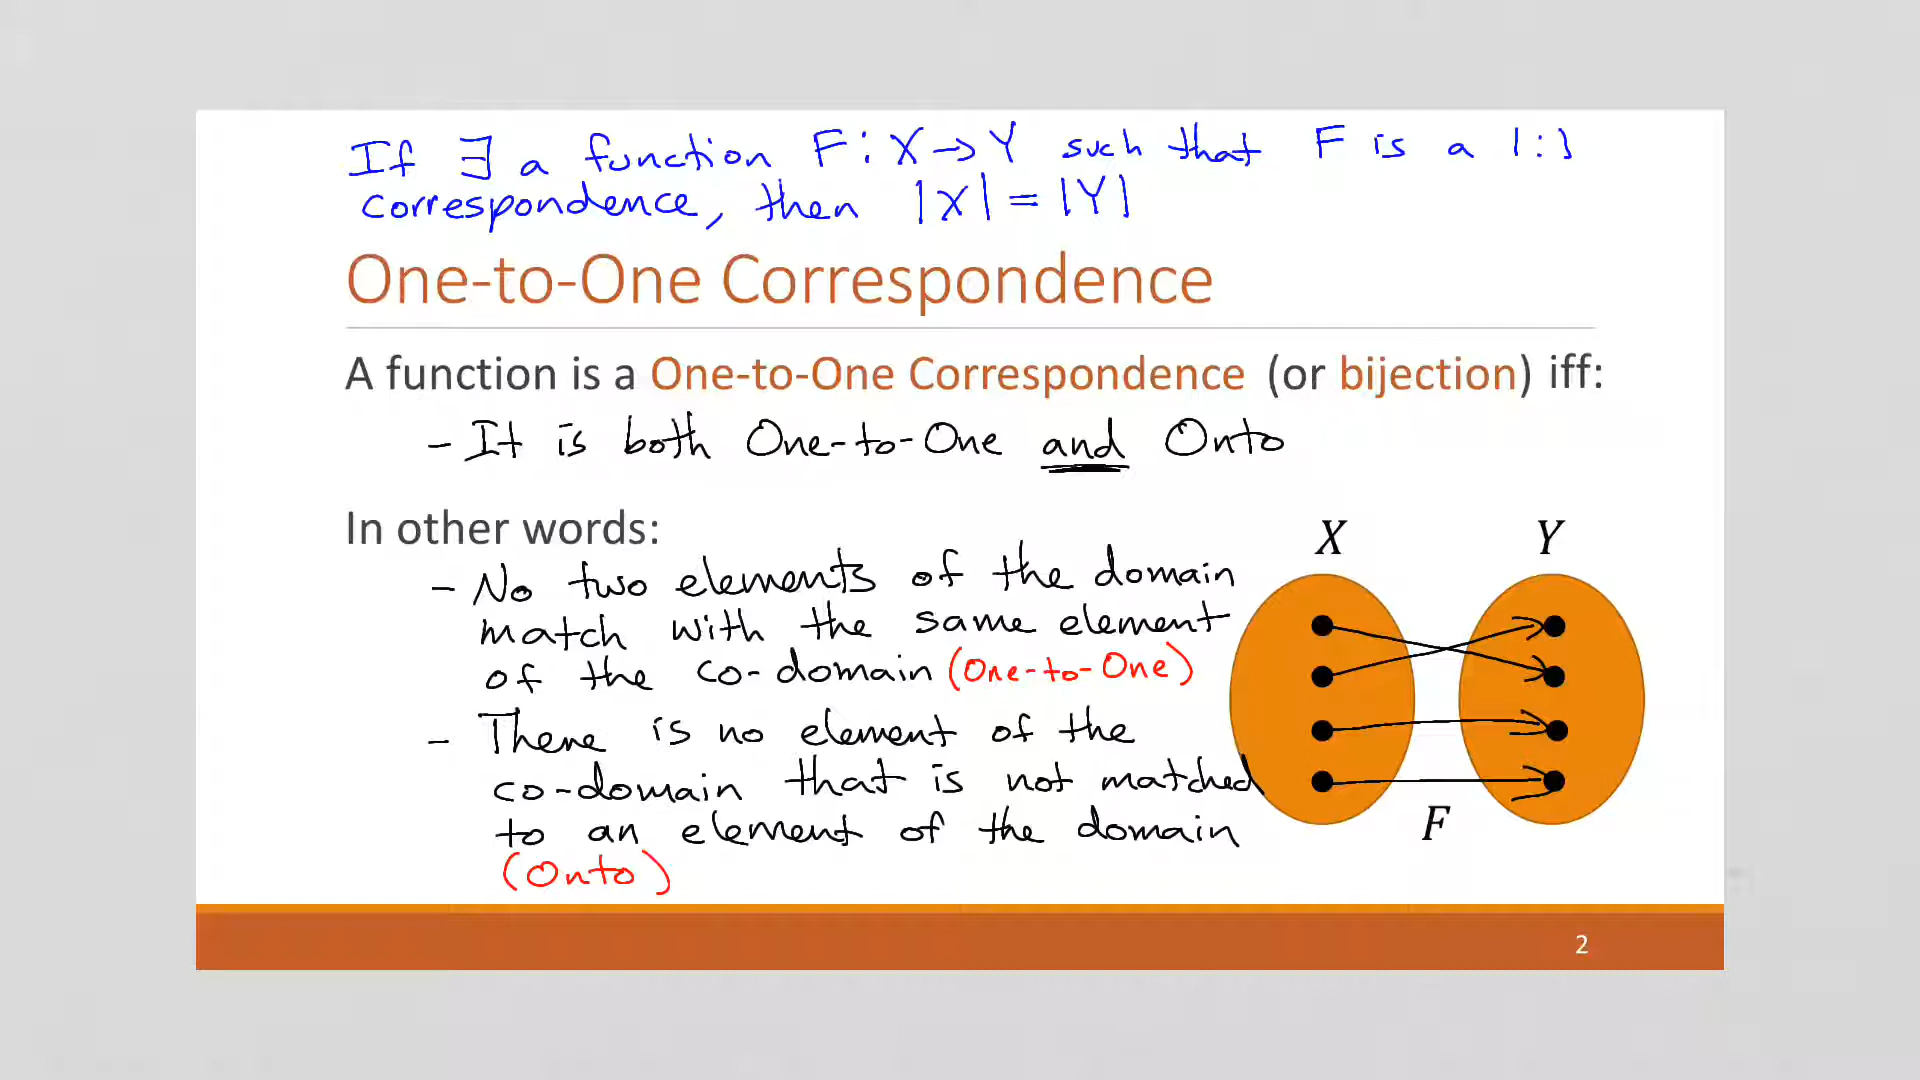 If ∃ a function F: X→Y such that F is a 1:1
correspondence, then |X| = |Y|
One-to-One Correspondence
A function is a One-to-One Correspondence (or bijection) iff:
- It is both One-to-One and Onto
In other words:
- No two elements of the domain
match with the same element
of the co-domain (One-to-One)
- There is no element of the
co-domain that is not matched
to an element of the domain
(Onto)
X Y
F
2